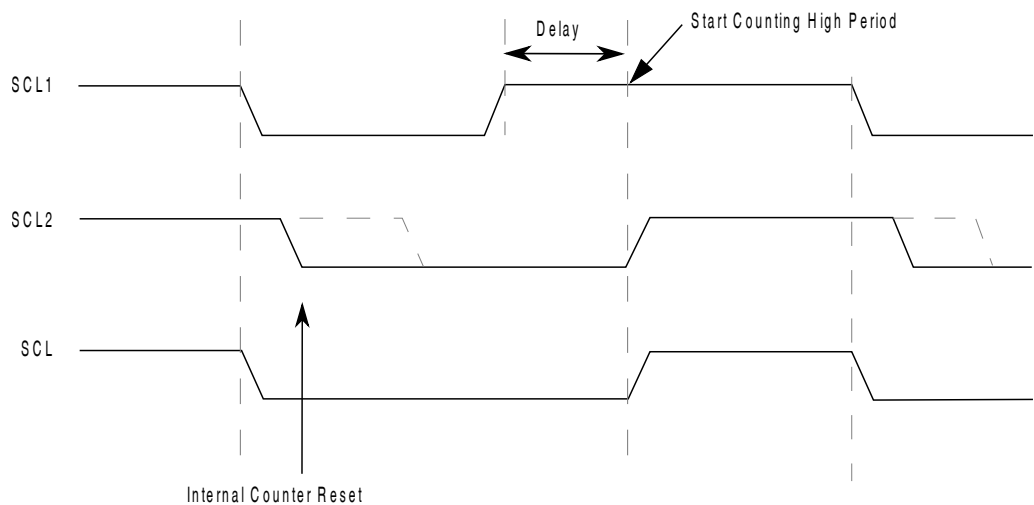 Delay
Start Counting High Period
SCL1
SCL2
SCL
Internal Counter Reset